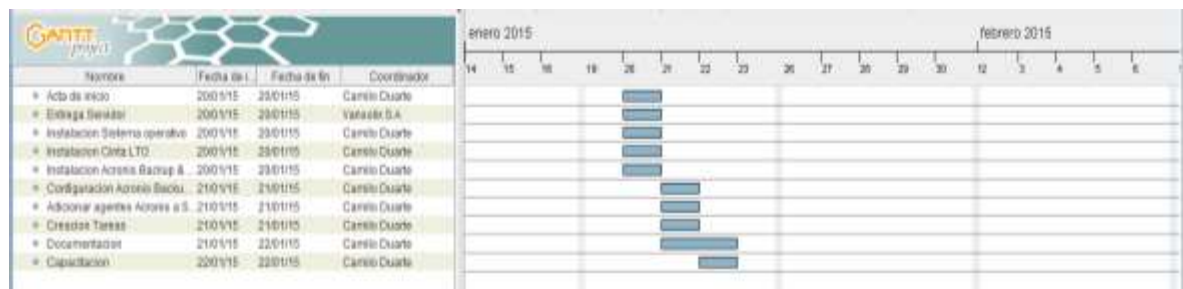 GANTT
project
enero 2015
febrero 2015
14 15 16 19 20 21 22 23 26 27 28 29 30 2 3 4 5 6
Nombre Fecha de i... Fecha de fin Coordinador
Acta de inicio 20/01/15 20/01/15 Camilo Duarte
Entrega Servidor 20/01/15 20/01/15 S.A
Instalacion Sistema operativo 20/01/15 20/01/15 Camilo Duarte
Instalacion Cinta LTO 20/01/15 20/01/15 Camilo Duarte
Instalacion Acronis Backup & ... 20/01/15 20/01/15 Camilo Duarte
Configuracion Acronis Backu... 21/01/15 21/01/15 Camilo Duarte
Adicionar agentes Acronis a S... 21/01/15 21/01/15 Camilo Duarte
Creacion Tareas 21/01/15 21/01/15 Camilo Duarte
Documentacion 21/01/15 22/01/15 Camilo Duarte
Capacitacion 22/01/15 22/01/15 Camilo Duarte